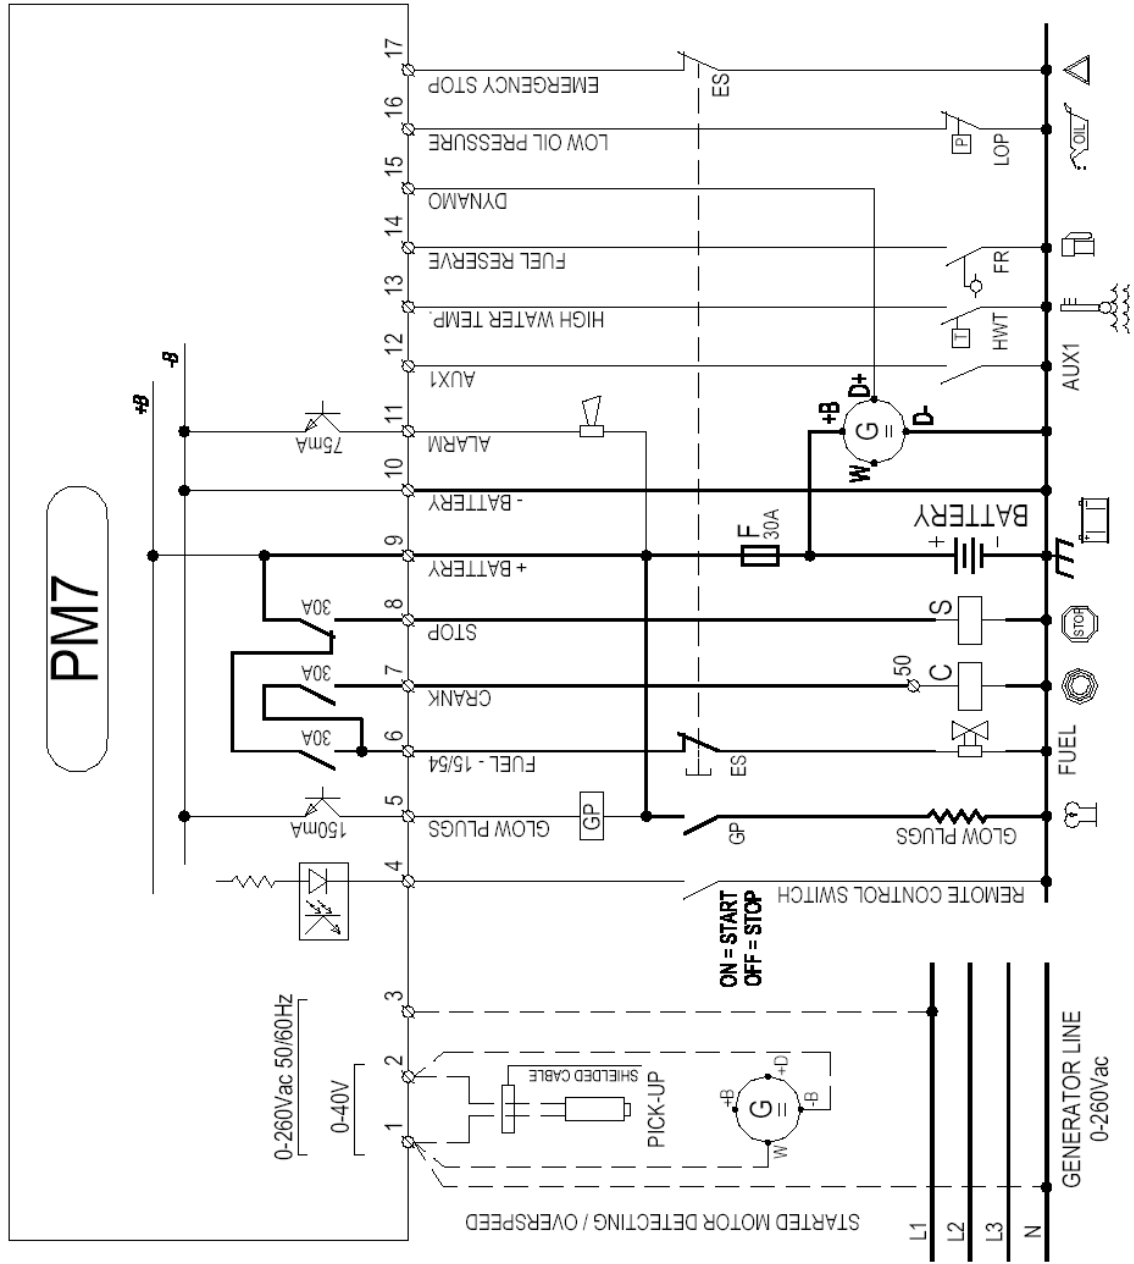 PM7
+B
-B
0-260Vac 50/60Hz
0-40V
75mA
30A
30A
30A
150mA
1
2
3
4
5
6
7
8
9
10
11
12
13
14
15
16
17
EMERGENCY STOP
LOW OIL PRESSURE
DYNAMO
FUEL RESERVE
HIGH WATER TEMP.
AUX1
ALARM
- BATTERY
+ BATTERY
STOP
CRANK
FUEL - 15/54
GLOW PLUGS
GP
SHIELDED CABLE
PICK-UP
STARTED MOTOR DETECTING / OVERSPEED
ES
ES
GP
F
30A
ON = START
OFF = STOP
REMOTE CONTROL SWITCH
+B
+D
G
=
-B
W
+B
D+
G
=
W
D-
50
C
S
BATTERY
+
-
GLOW PLUGS
P
LOP
FR
T
HWT
OIL
AUX1
STOP
FUEL
L1
L2
L3
N
GENERATOR LINE
0-260Vac